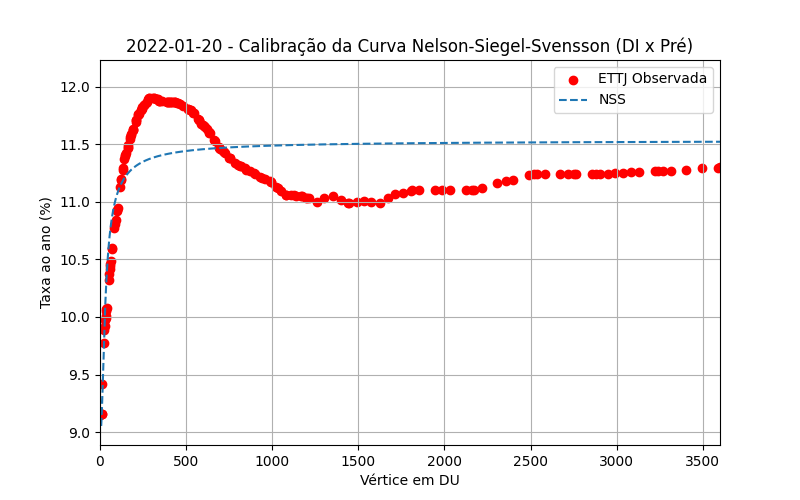 2022-01-20 - Calibração da Curva Nelson-Siegel-Svensson (DI x Pré)
ETTJ Observada
NSS
Taxa ao ano (%)
12.0
11.5
11.0
10.5
10.0
9.5
9.0
0 500 1000 1500 2000 2500 3000 3500
Vértice em DU